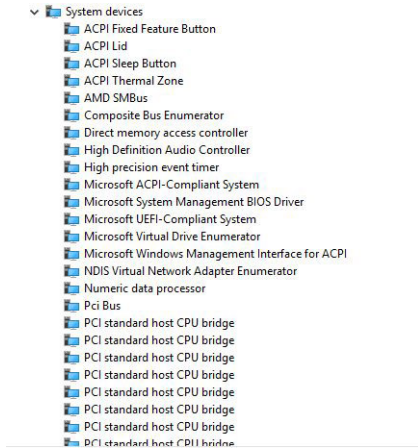 System devices
ACPI Fixed Feature Button
ACPI Lid
ACPI Sleep Button
ACPI Thermal Zone
AMD SMBus
Composite Bus Enumerator
Direct memory access controller
High Definition Audio Controller
High precision event timer
Microsoft ACPI-Compliant System
Microsoft System Management BIOS Driver
Microsoft UEFI-Compliant System
Microsoft Virtual Drive Enumerator
Microsoft Windows Management Interface for ACPI
NDIS Virtual Network Adapter Enumerator
Numeric data processor
Pci Bus
PCI standard host CPU bridge
PCI standard host CPU bridge
PCI standard host CPU bridge
PCI standard host CPU bridge
PCI standard host CPU bridge
PCI standard host CPU bridge
PCI standard host CPU bridge
PCI standard host CPU bridge